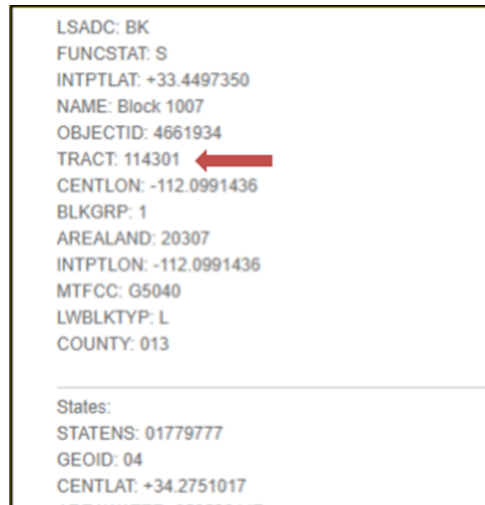 LSADC: BK
FUNCSTAT: S
INTPTLAT: +33.4497350
NAME: Block 1007
OBJECTID: 4661934
TRACT: 114301
CENTLON: -112.0991436
BLKGRP: 1
AREALAND: 20307
INTPTLON: -112.0991436
MTFCC: G5040
LWBLKTYP: L
COUNTY: 013
States:
STATENS: 01779777
GEOID: 04
CENTLAT: +34.2751017